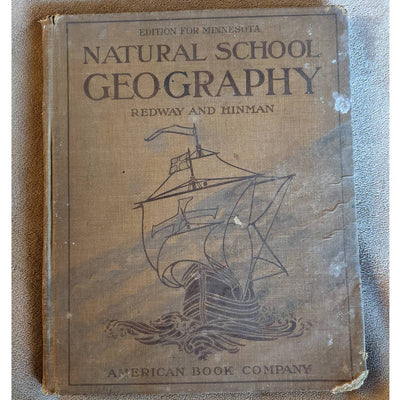 EDITION FOR MINNESOTA
NATURAL SCHOOL
GEOGRAPHY
REDWAY AND HINMAN
AMERICAN BOOK COMPANY